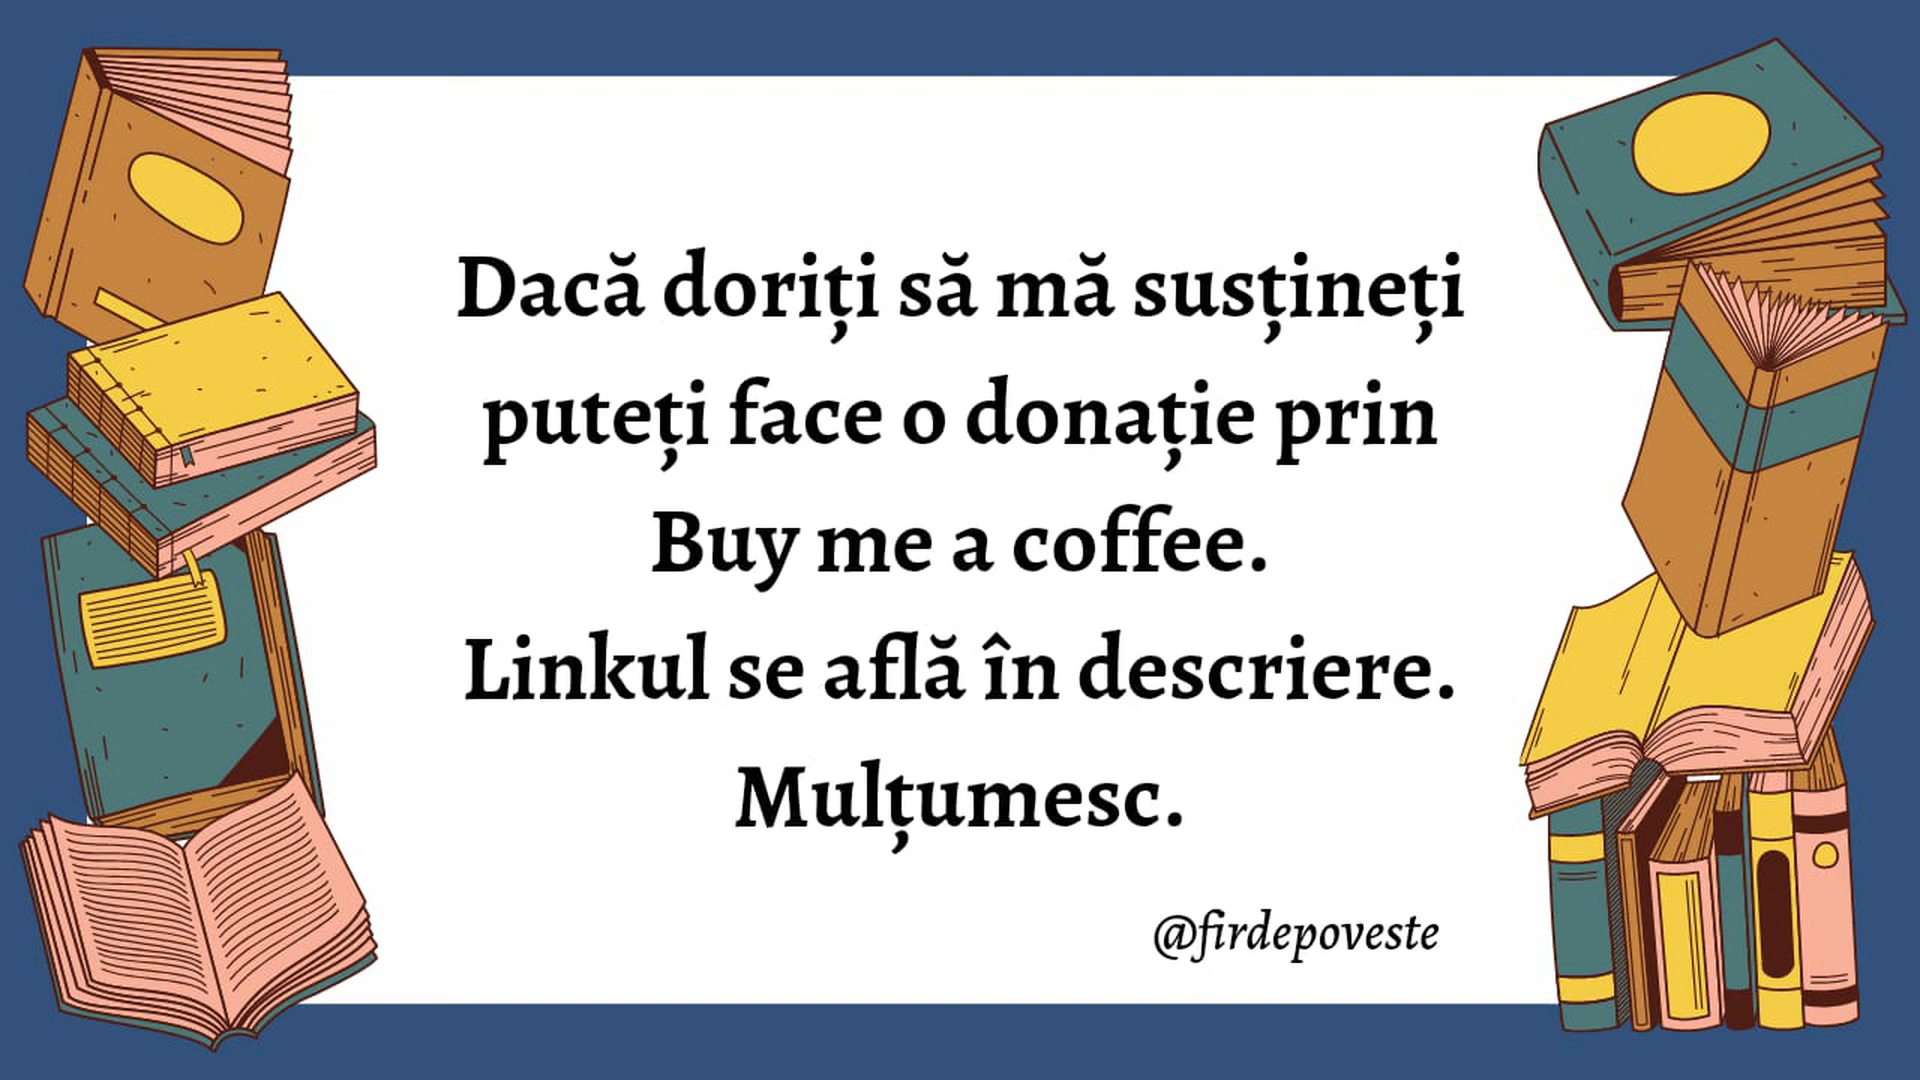 Dacă doriți să mă susțineți
puteți face o donație prin
Buy me a coffee.
Linkul se află în descriere.
Mulțumesc.
@firdepoveste